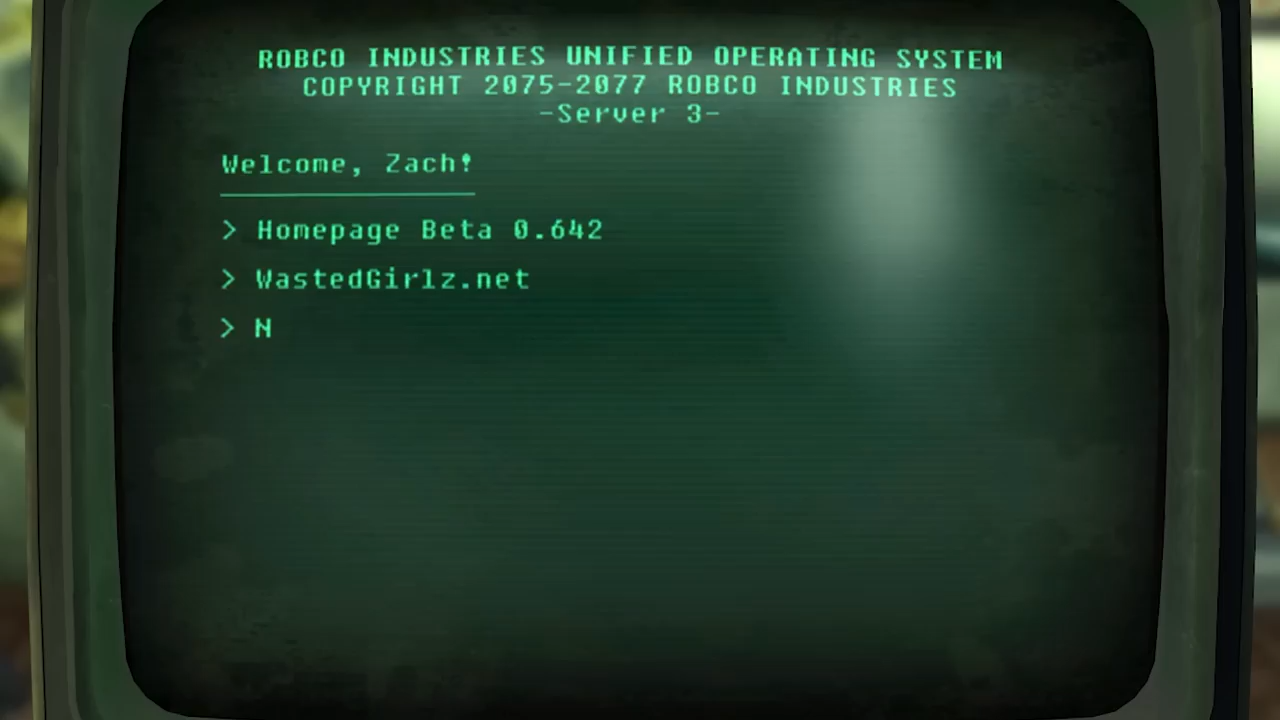 ROBCO INDUSTRIES UNIFIED OPERATING SYSTEM
COPYRIGHT 2075-2077 ROBCO INDUSTRIES
-Server 3-
Welcome, Zach!
> Homepage Beta 0.642
> WastedGirlz.net
> N